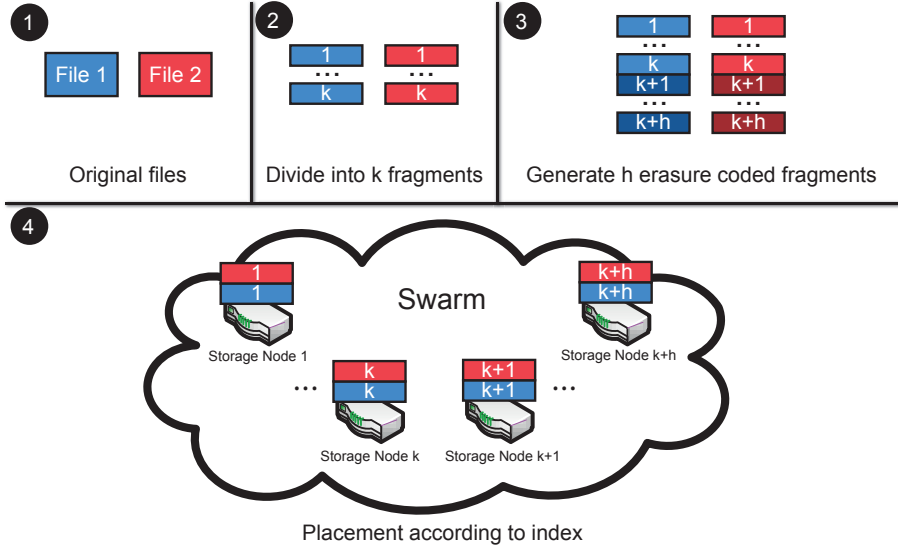 1
File 1 File 2
Original files
2
1 1
... ...
k k
Divide into k fragments
3
1 1
... ...
k k
k+1 k+1
... ...
k+h k+h
Generate h erasure coded fragments
4
Swarm
1
1
Storage Node 1
k+h
k+h
Storage Node k+h
...
k
k
Storage Node k
k+1
k+1
Storage Node k+1
...
Placement according to index